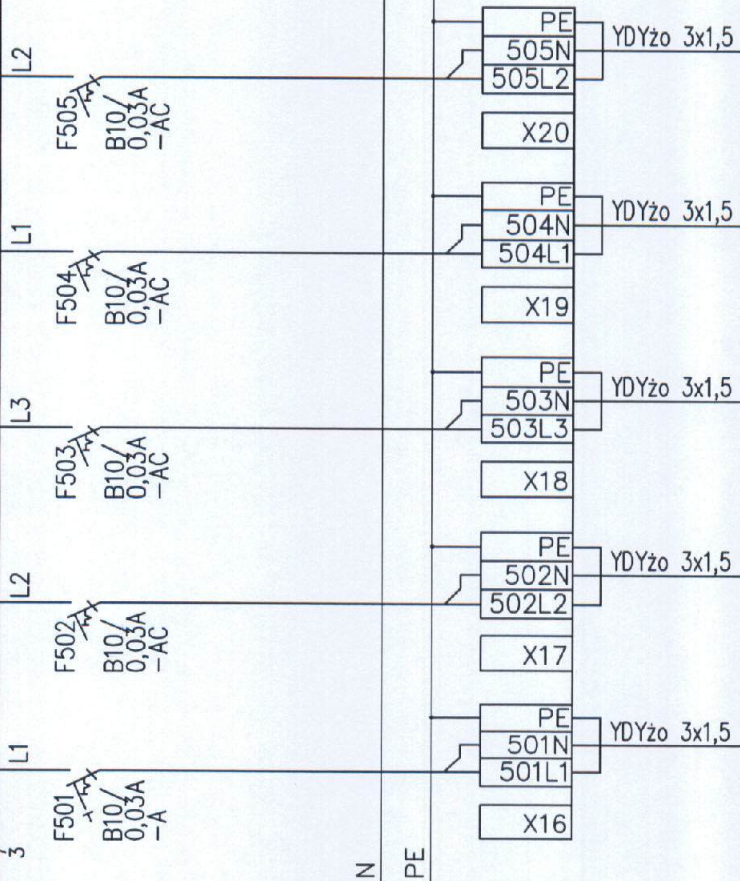 L2
F505
B10
0,03A
-AC
PE
505N
505L2
YDYżo 3x1,5
X20
L1
F504
B10
0,03A
-AC
PE
504N
504L1
YDYżo 3x1,5
X19
L3
F503
B10
0,03A
-AC
PE
503N
503L3
YDYżo 3x1,5
X18
L2
F502
B10
0,03A
-AC
PE
502N
502L2
YDYżo 3x1,5
X17
L1
F501
B10
0,03A
-A
PE
501N
501L1
YDYżo 3x1,5
X16
3
N
PE